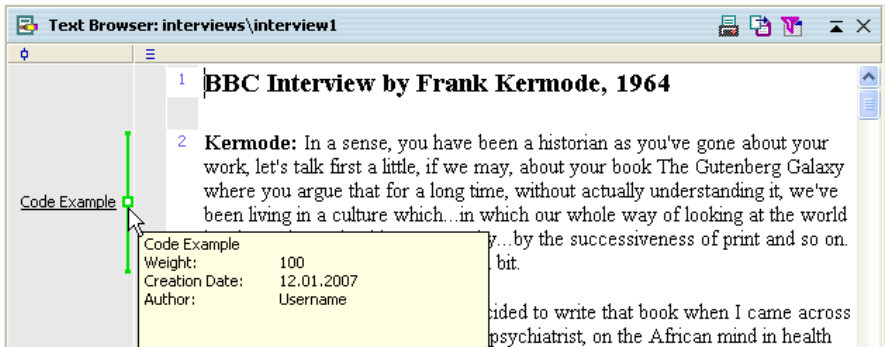 Text Browser: interviews\interview1
1 BBC Interview by Frank Kermode, 1964
2 Kermode: In a sense, you have been a historian as you've gone about your
work, let's talk first a little, if we may, about your book The Gutenberg Galaxy
where you argue that for a long time, without actually understanding it, we've
Code Example
been living in a culture which...in which our whole way of looking at the world
...by the successiveness of print and so on.
bit.
Code Example
Weight: 100
Creation Date: 12.01.2007
Author: Username
cided to write that book when I came across
psychiatrist, on the African mind in health